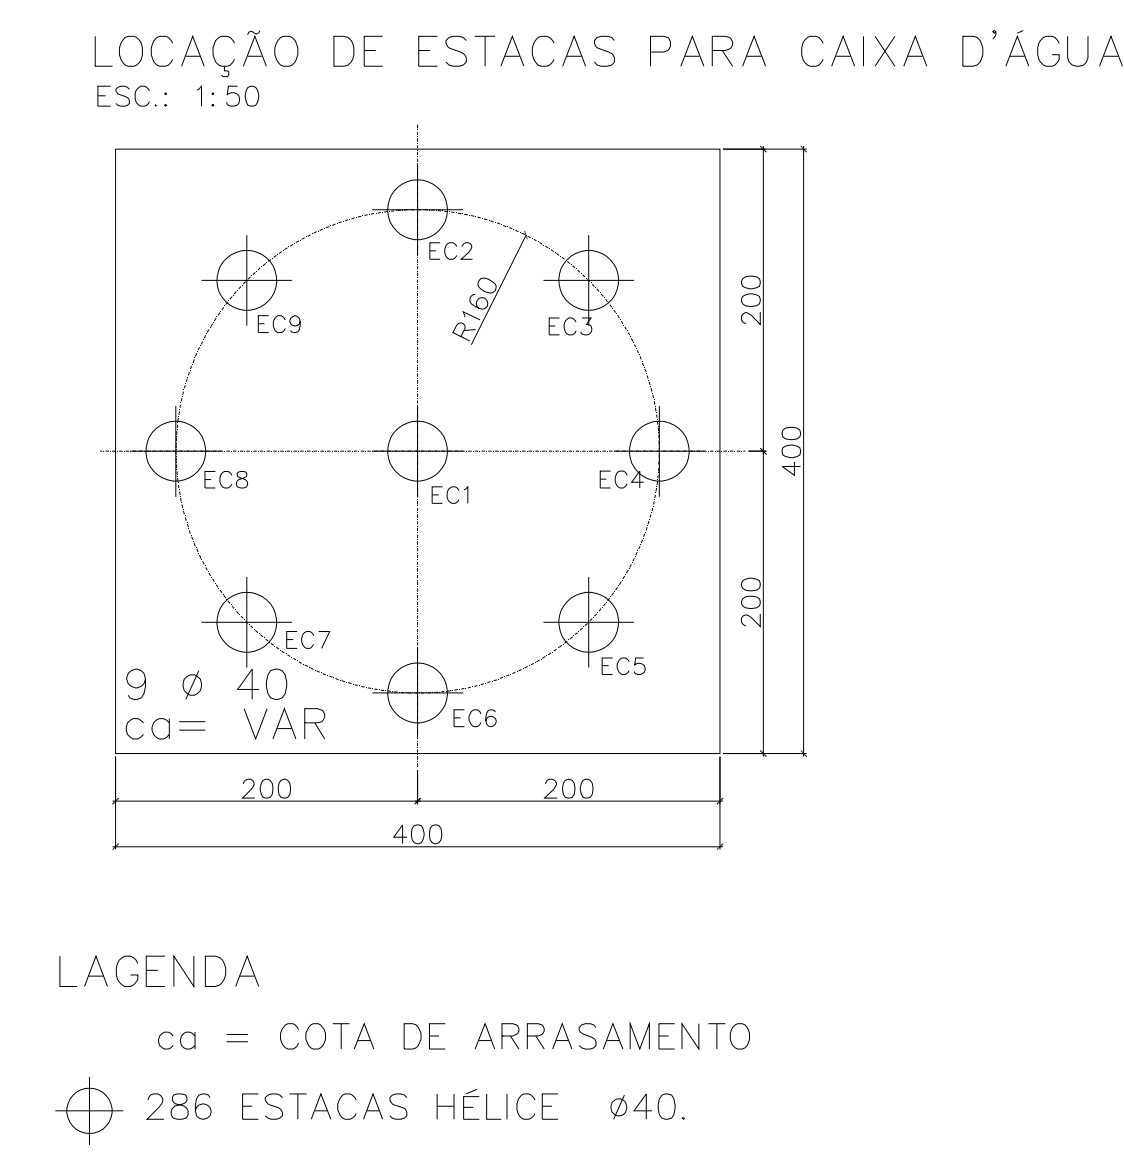 LOCAÇÃO DE ESTACAS PARA CAIXA D'ÁGUA
ESC.: 1:50
EC2
R160
EC9
EC3
200
400
EC8
EC1
EC4
200
EC7
EC5
9 ø 40
ca= VAR
EC6
200
200
400
LAGENDA
ca = COTA DE ARRASAMENTO
286 ESTACAS HÉLICE ø40.